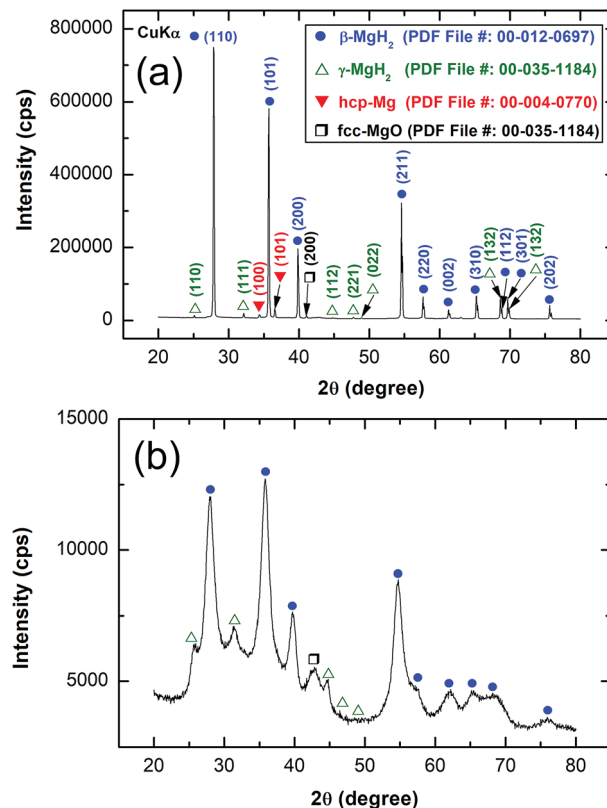 CuKα
(a)
(110)
(101)
(200)
(211)
(110)
(111)
(100)
(101)
(200)
(112)
(221)
(022)
(220)
(002)
(310)
(132)
(112)
(301)
(132)
(202)
β-MgH₂ (PDF File #: 00-012-0697)
γ-MgH₂ (PDF File #: 00-035-1184)
hcp-Mg (PDF File #: 00-004-0770)
fcc-MgO (PDF File #: 00-035-1184)
Intensity (cps)
800000
600000
400000
200000
0
20 30 40 50 60 70 80
2θ (degree)
(b)
Intensity (cps)
15000
10000
5000
20 30 40 50 60 70 80
2θ (degree)